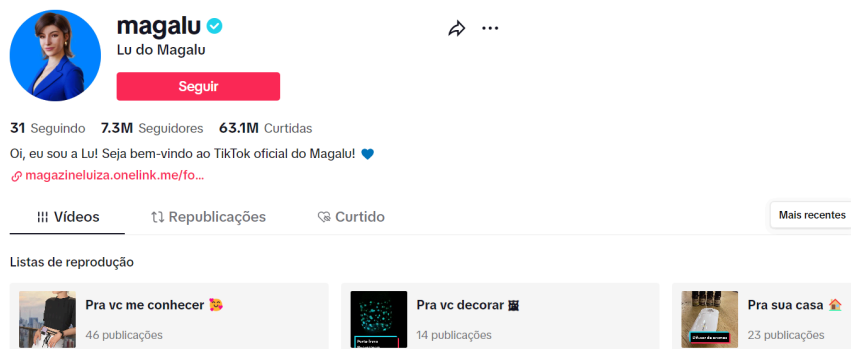 magalu
Lu do Magalu
Seguir
31 Seguindo 7.3M Seguidores 63.1M Curtidas
Oi, eu sou a Lu! Seja bem-vindo ao TikTok oficial do Magalu! 💙
magazineluiza.onelink.me/fo...
Vídeos Republicações Curtido
Mais recentes
Listas de reprodução
Pra vc me conhecer 🥰
46 publicações
Pra vc decorar 🖼
14 publicações
Pra sua casa 🏠
23 publicações